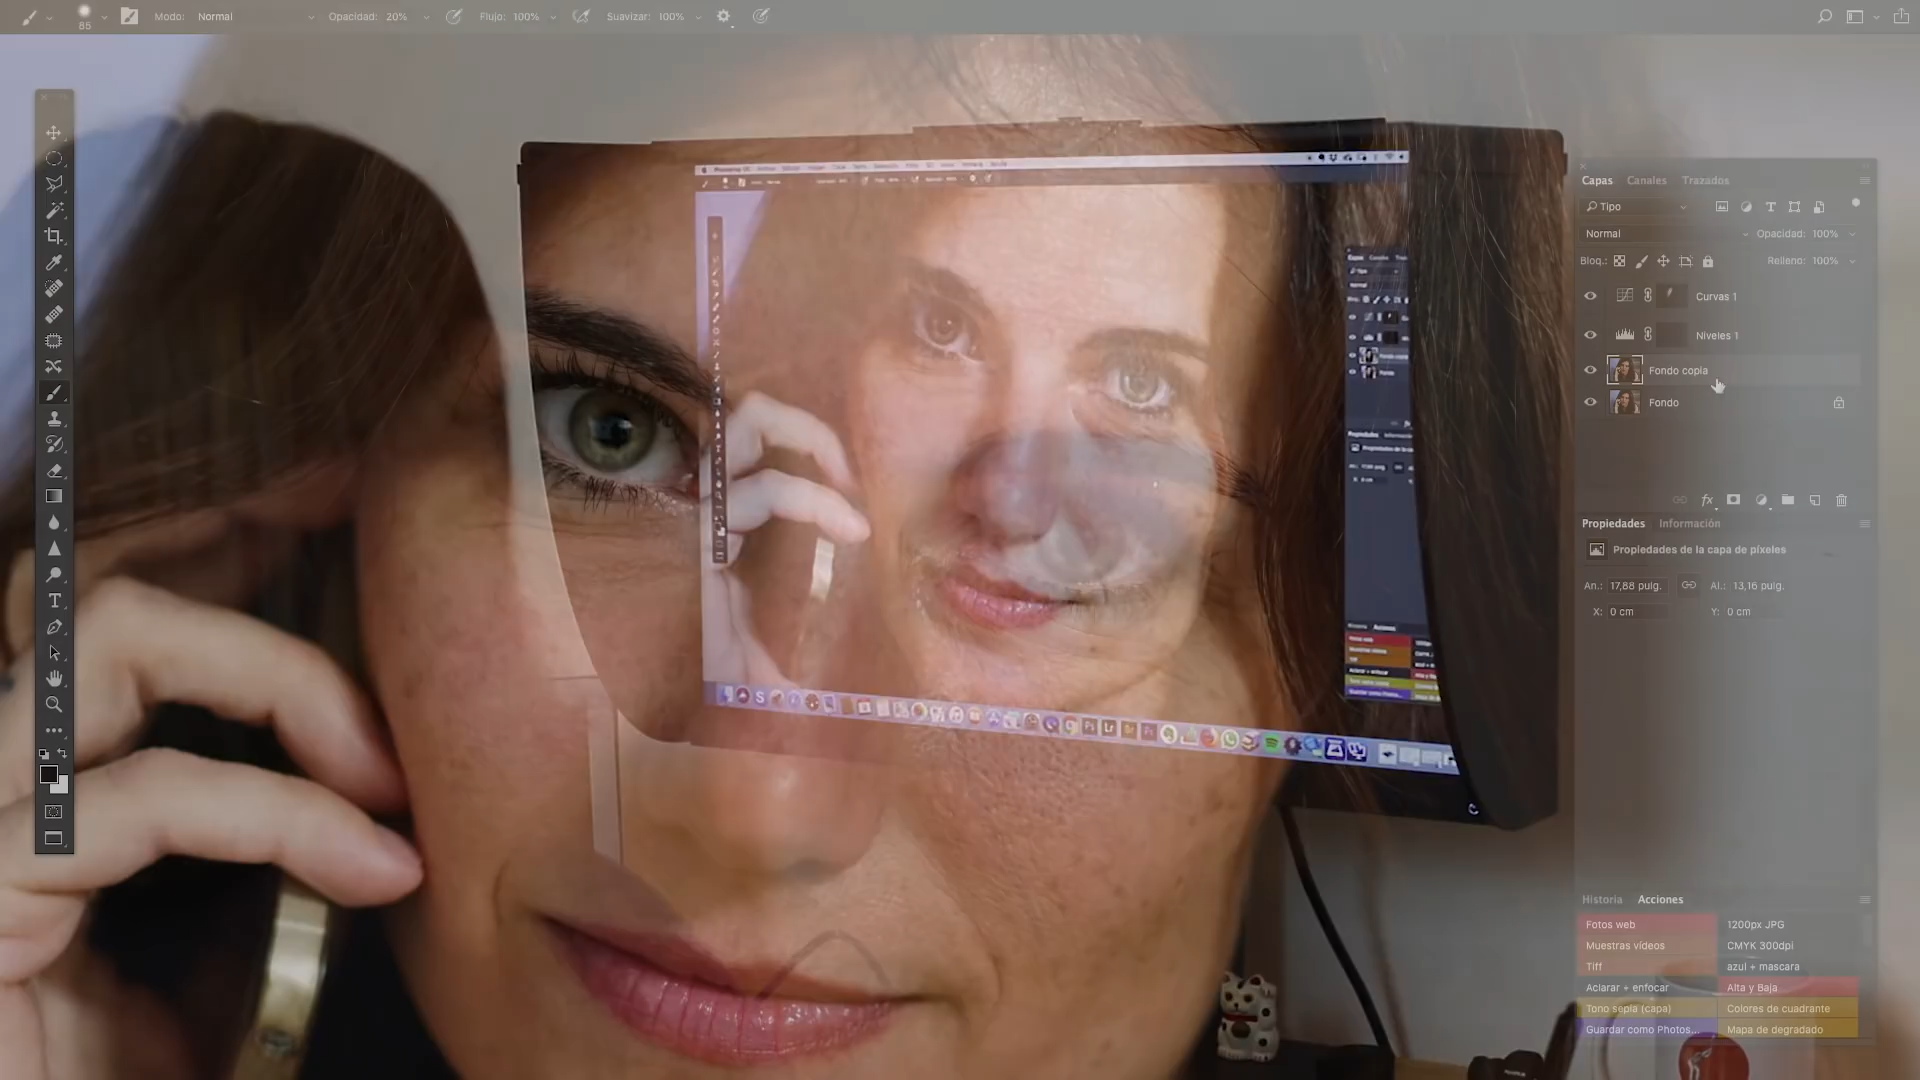 Modo: Normal Opacidad: 20% Flujo: 100% Suavizar: 100%
85
Capas Canales Trazados
Tipo
Normal Opacidad: 100%
Bloq.: Relleno: 100%
Curvas 1
Niveles 1
Fondo copia
Fondo
fx
Propiedades Información
Propiedades de la capa de píxeles
An.: 17,88 pulg. Al.: 13,16 pulg.
X: 0 cm Y: 0 cm
Historia Acciones
Fotos web 1200px JPG
Muestras vídeos CMYK 300dpi
Tiff azul + mascara
Aclarar + enfocar Alta y Baja
Tono sepia (capa) Colores de cuadrante
Guardar como Photos... Mapa de degradado